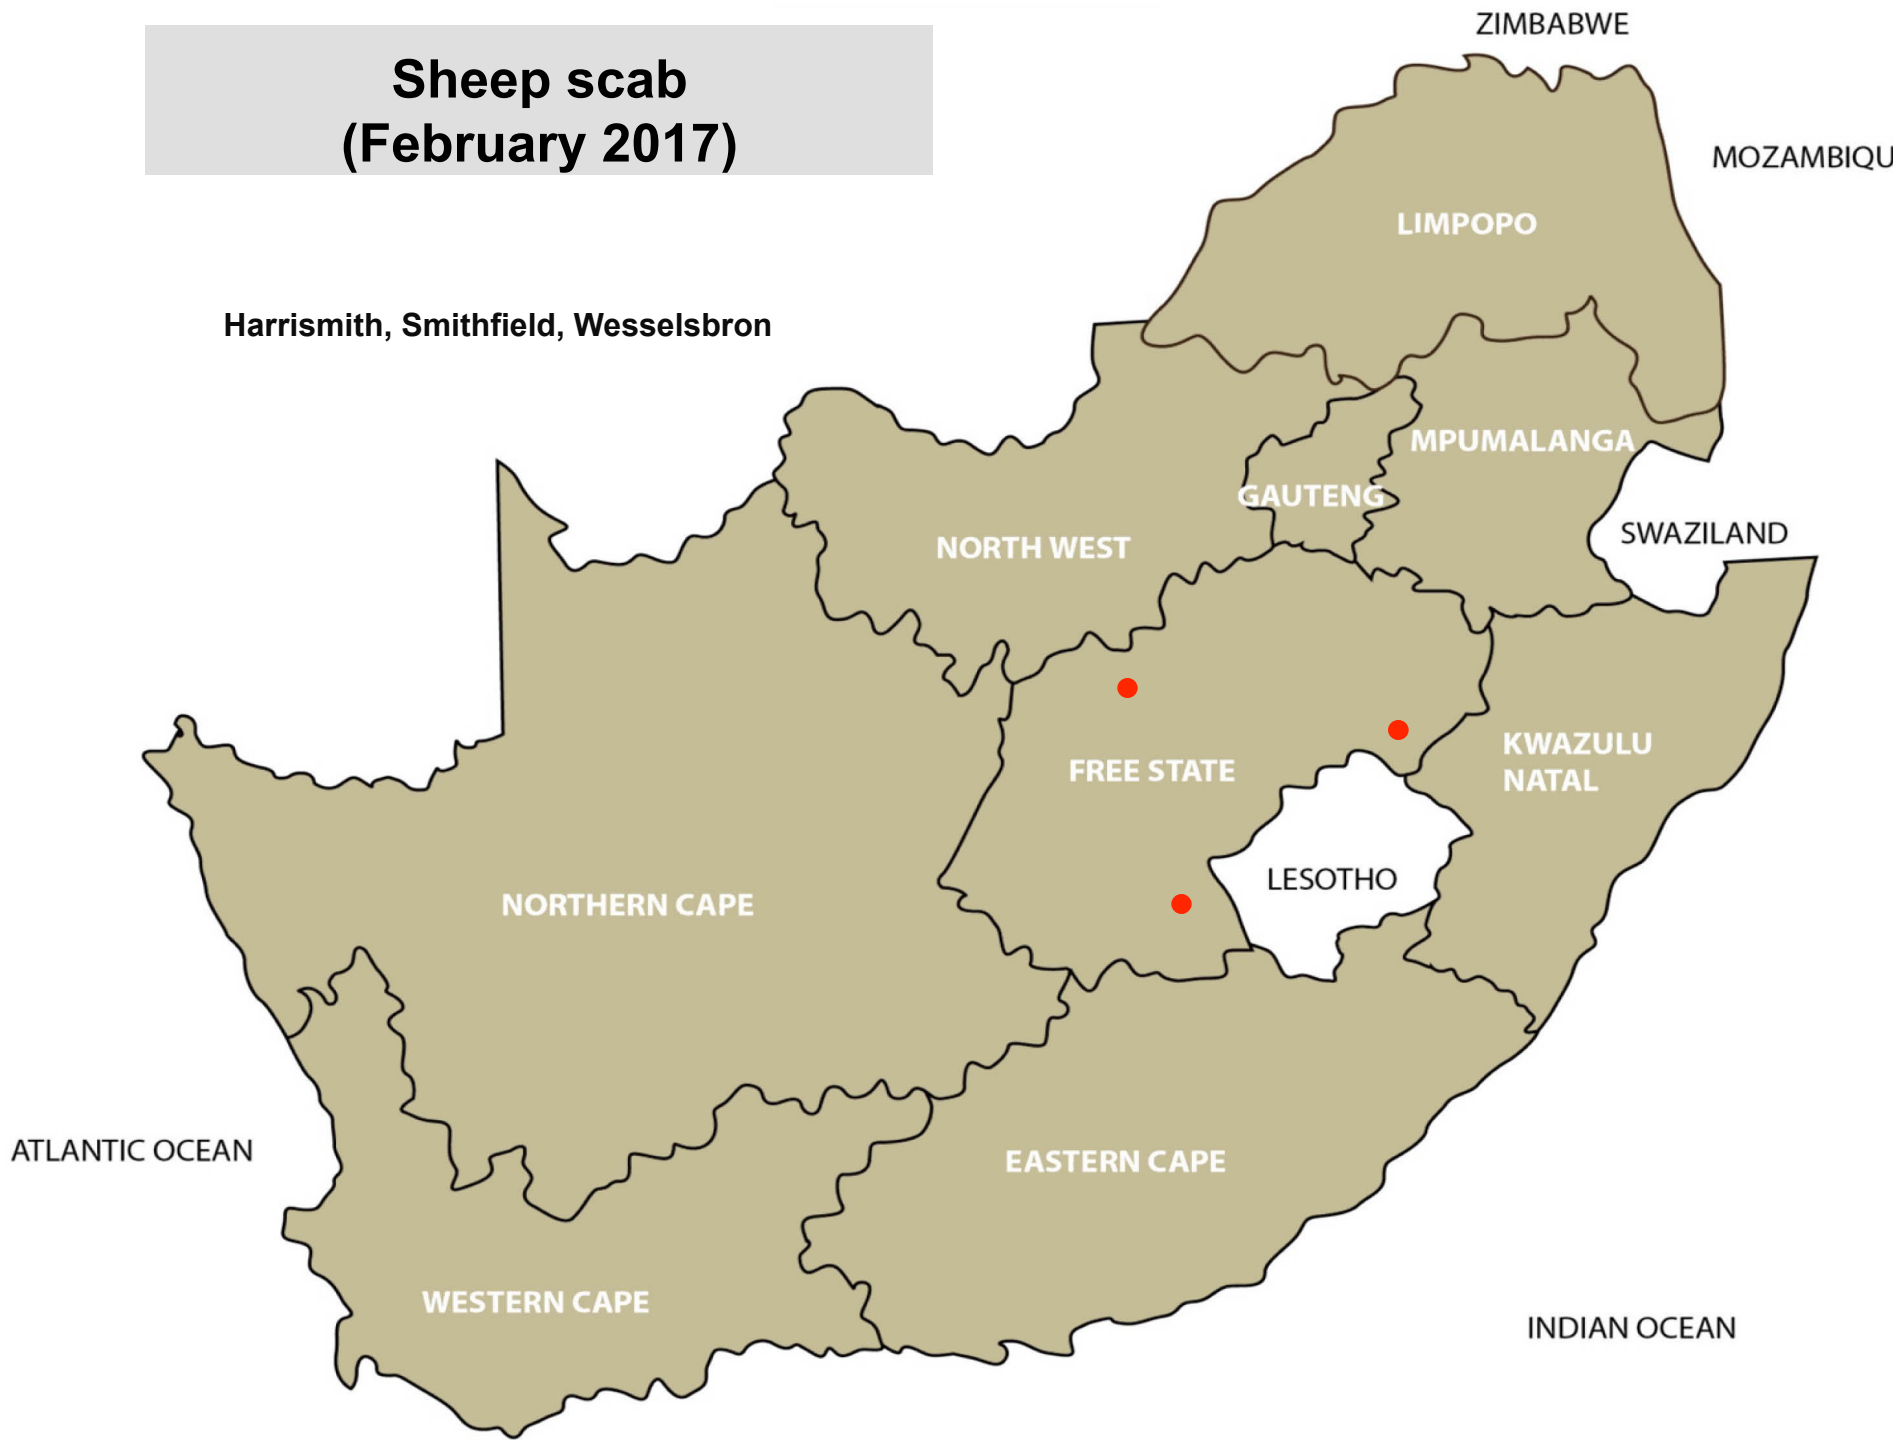 Sheep scab
(February 2017)
Harrismith, Smithfield, Wesselsbron
ZIMBABWE
MOZAMBIQU
LIMPOPO
MPUMALANGA
GAUTENG
SWAZILAND
NORTH WEST
KWAZULU
NATAL
FREE STATE
LESOTHO
NORTHERN CAPE
ATLANTIC OCEAN
EASTERN CAPE
WESTERN CAPE
INDIAN OCEAN